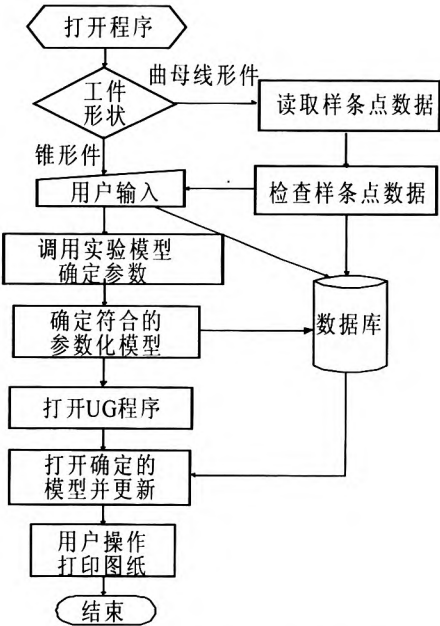 打开程序
曲母线形件
工件
形状
读取样条点数据
锥形件
用户输入
检查样条点数据
调用实验模型
确定参数
确定符合的
参数化模型
数据库
打开UG程序
打开确定的
模型并更新
用户操作
打印图纸
结束